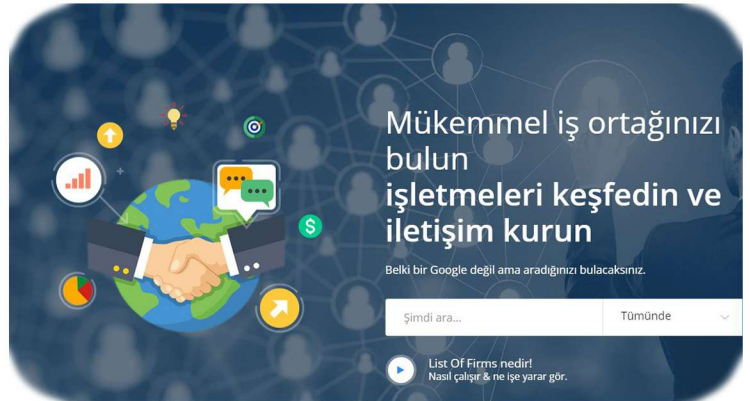 Mükemmel iş ortağınızı
bulun
işletmeleri keşfedin ve
iletişim kurun
Belki bir Google değil ama aradığınızı bulacaksınız.
Şimdi ara...
Tümünde
List Of Firms nedir!
Nasıl çalışır & ne işe yarar gör.